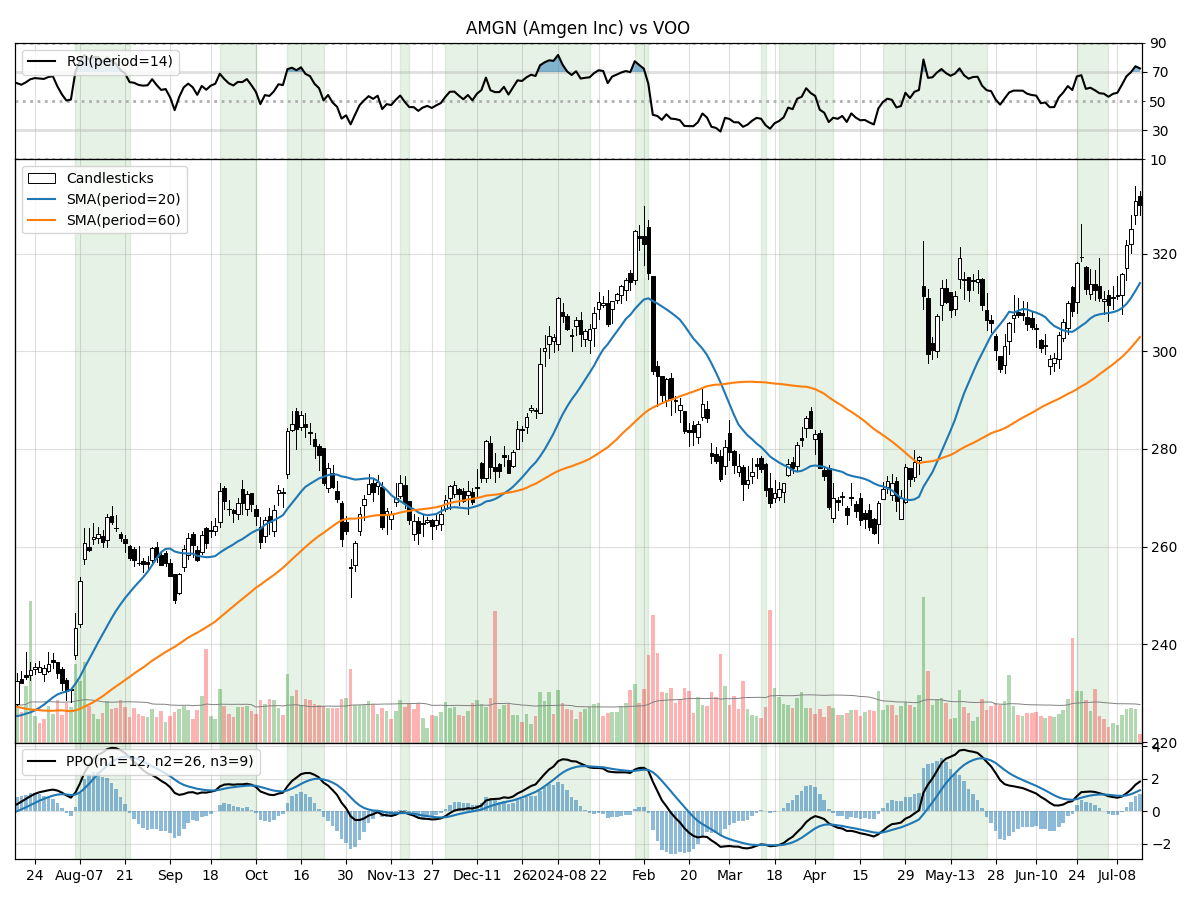 AMGN (Amgen Inc) vs VOO
RSI(period=14)
90
70
50
30
10
Candlesticks
SMA(period=20)
SMA(period=60)
320
300
280
260
240
220
PPO(n1=12, n2=26, n3=9)
4
2
0
−2
24 Aug-07 21 Sep 18 Oct 16 30 Nov-13 27 Dec-11 26 2024-08 22 Feb 20 Mar 18 Apr 15 29 May-13 28 Jun-10 24 Jul-08